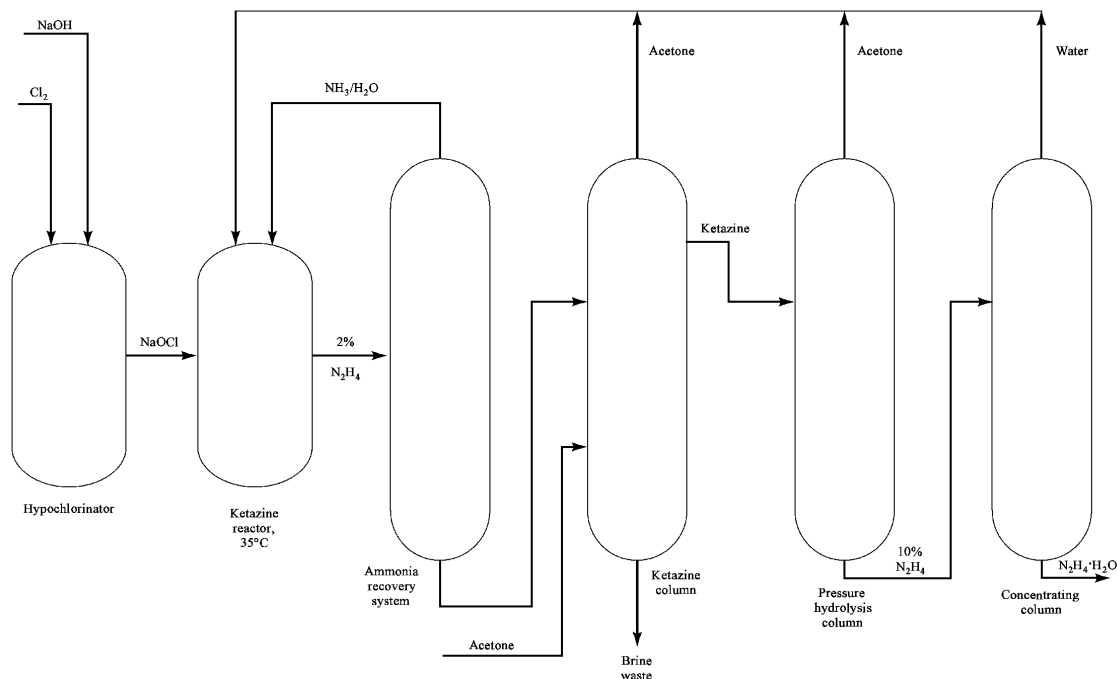 NaOH
Cl₂
NH₃/H₂O
Acetone
Acetone
Water
Ketazine
NaOCl
2%
N₂H₄
Hypochlorinator
Ketazine
reactor,
35°C
Ammonia
recovery
system
Acetone
Ketazine
column
Brine
waste
10%
N₂H₄
Pressure
hydrolysis
column
N₂H₄·H₂O
Concentrating
column